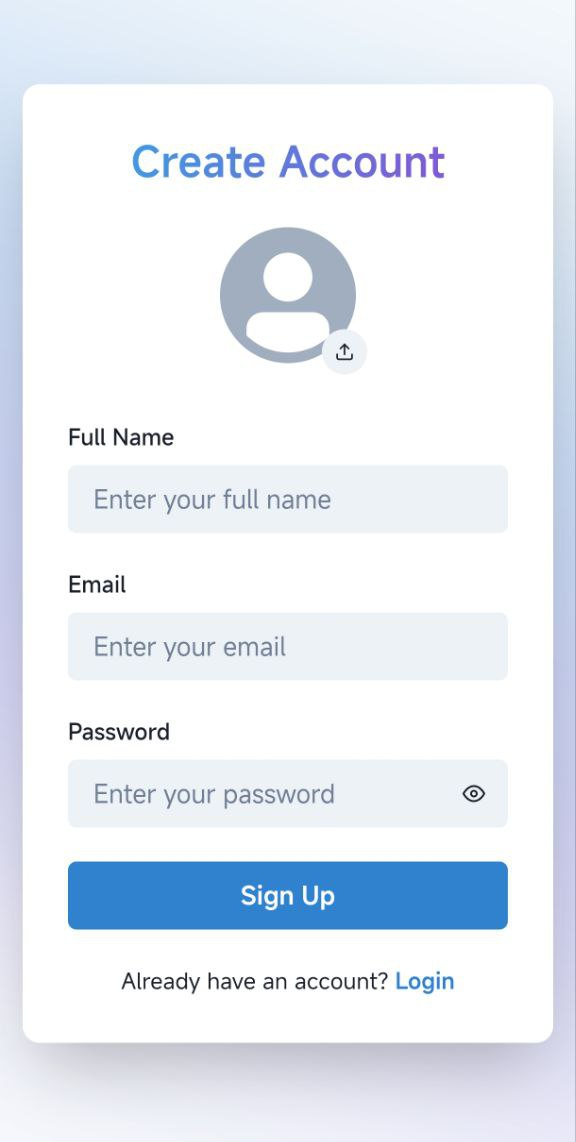 Create Account
Full Name
Enter your full name
Email
Enter your email
Password
Enter your password
Sign Up
Already have an account? Login